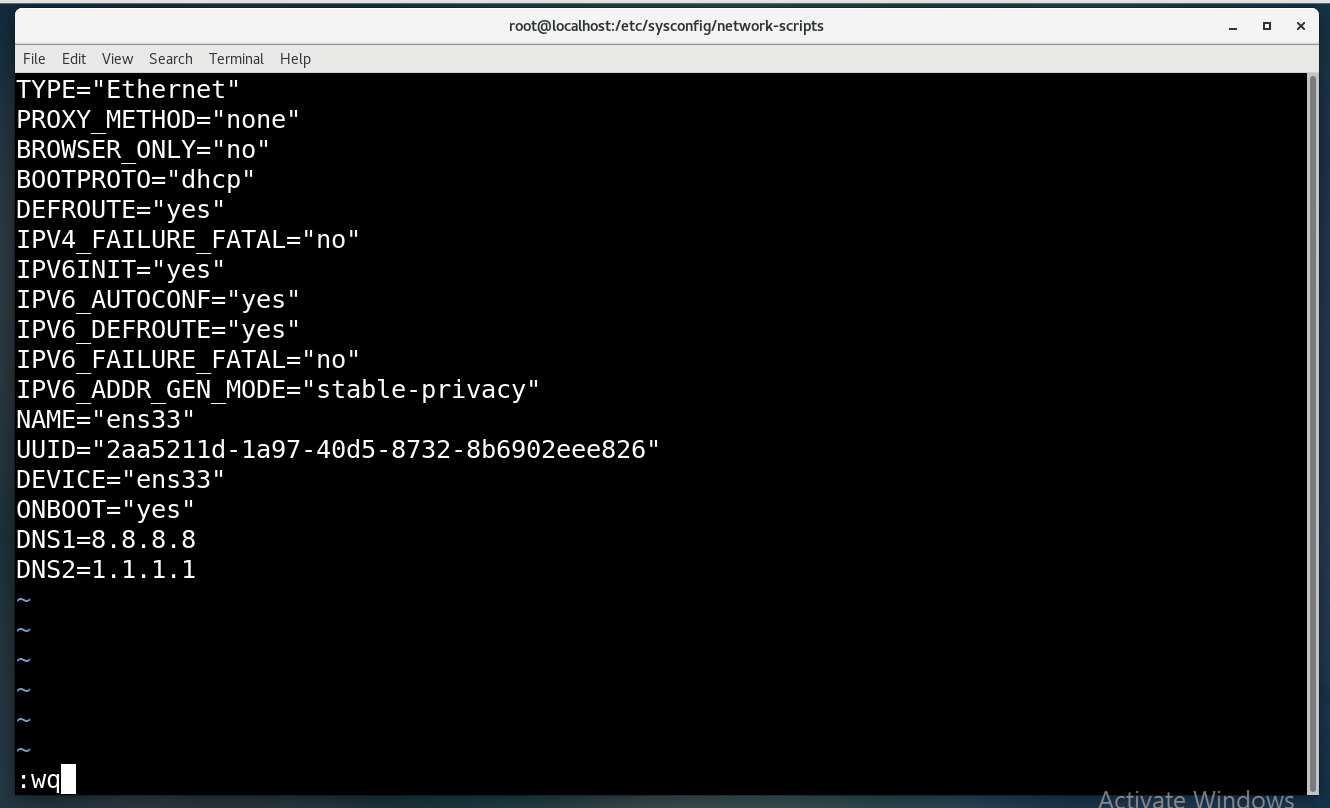 root@localhost:/etc/sysconfig/network-scripts
File Edit View Search Terminal Help
TYPE="Ethernet"
PROXY_METHOD="none"
BROWSER_ONLY="no"
BOOTPROTO="dhcp"
DEFROUTE="yes"
IPV4_FAILURE_FATAL="no"
IPV6INIT="yes"
IPV6_AUTOCONF="yes"
IPV6_DEFROUTE="yes"
IPV6_FAILURE_FATAL="no"
IPV6_ADDR_GEN_MODE="stable-privacy"
NAME="ens33"
UUID="2aa5211d-1a97-40d5-8732-8b6902eee826"
DEVICE="ens33"
ONBOOT="yes"
DNS1=8.8.8.8
DNS2=1.1.1.1
~
~
~
~
~
~
:wq
Activate Windows